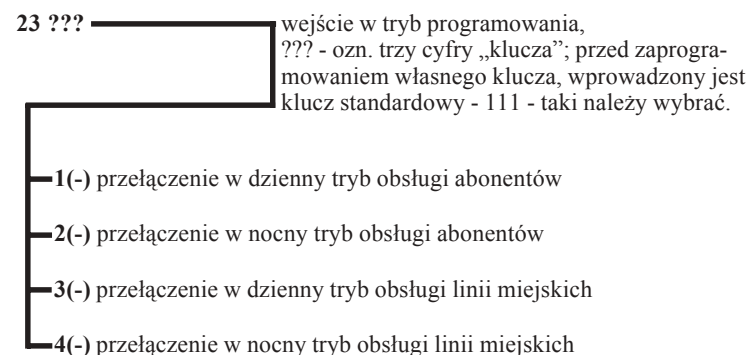 23 ??? wejście w tryb programowania,
??? - ozn. trzy cyfry „klucza”; przed zaprogra-
mowaniem własnego klucza, wprowadzony jest
klucz standardowy - 111 - taki należy wybrać.
1(-) przełączenie w dzienny tryb obsługi abonentów
2(-) przełączenie w nocny tryb obsługi abonentów
3(-) przełączenie w dzienny tryb obsługi linii miejskich
4(-) przełączenie w nocny tryb obsługi linii miejskich